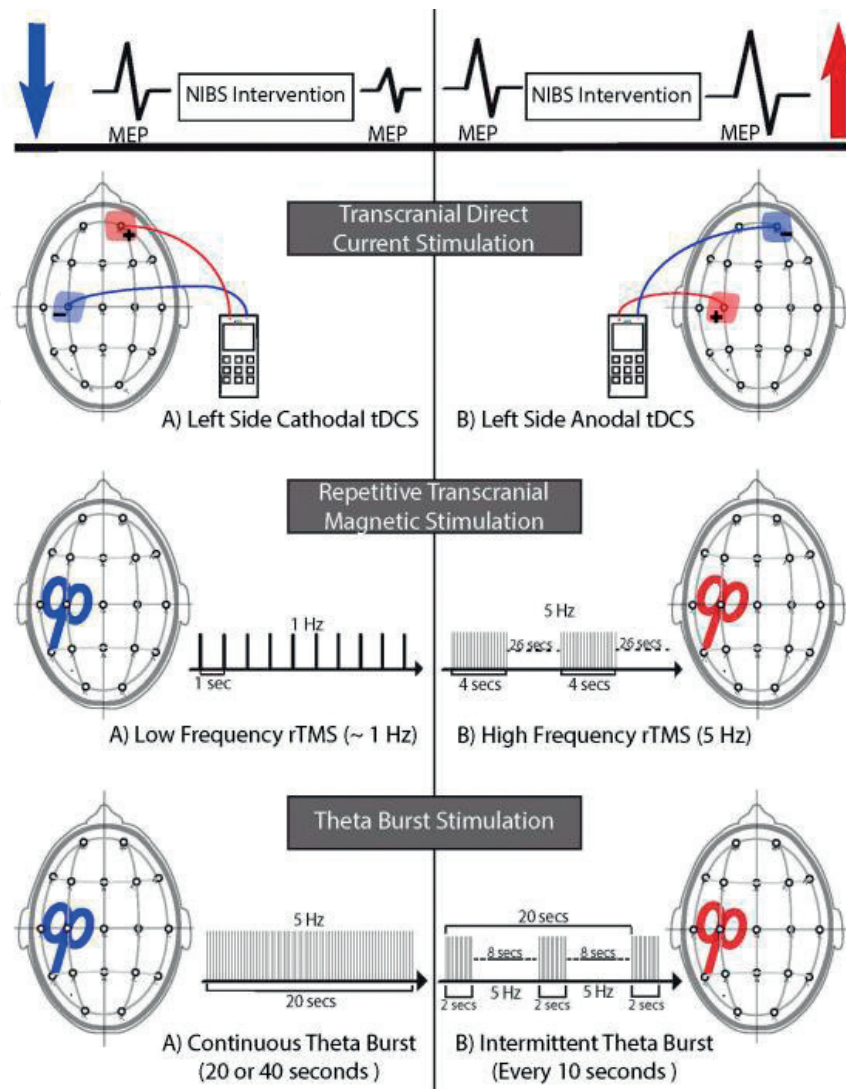 NIBS Intervention
MEP
MEP
NIBS Intervention
MEP
MEP
Transcranial Direct
Current Stimulation
+
−
−
+
A) Left Side Cathodal tDCS
B) Left Side Anodal tDCS
Repetitive Transcranial
Magnetic Stimulation
1 Hz
1 sec
5 Hz
26 secs
26 secs
4 secs
4 secs
A) Low Frequency rTMS (~ 1 Hz)
B) High Frequency rTMS (5 Hz)
Theta Burst Stimulation
5 Hz
20 secs
20 secs
8 secs
8 secs
5 Hz
5 Hz
2 secs
2 secs
2 secs
A) Continuous Theta Burst
(20 or 40 seconds )
B) Intermittent Theta Burst
(Every 10 seconds )